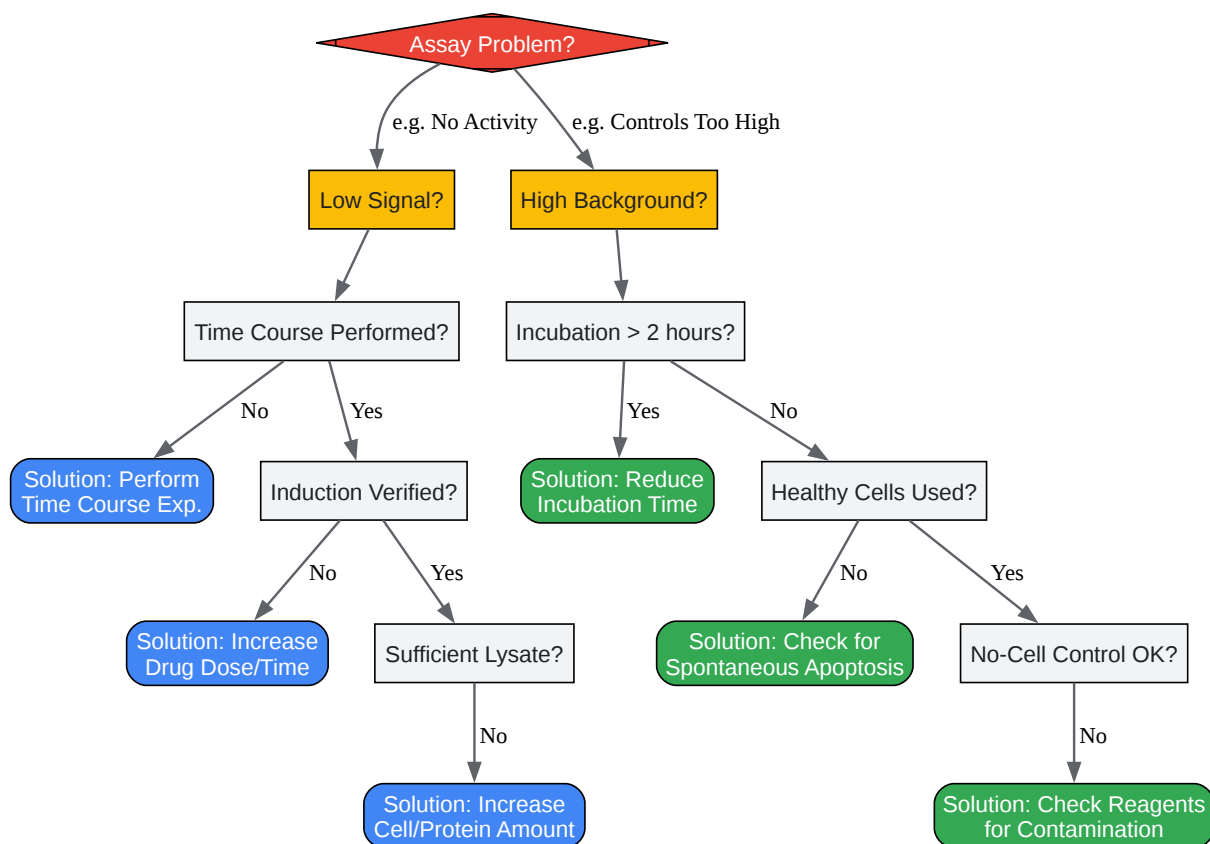 Assay Problem?
e.g. No Activity
e.g. Controls Too High
Low Signal?
High Background?
Time Course Performed?
Incubation > 2 hours?
No
Yes
Yes
No
Solution: Perform
Time Course Exp.
Induction Verified?
Solution: Reduce
Incubation Time
Healthy Cells Used?
No
Yes
No
Yes
Solution: Increase
Drug Dose/Time
Sufficient Lysate?
Solution: Check for
Spontaneous Apoptosis
No-Cell Control OK?
No
No
Solution: Increase
Cell/Protein Amount
Solution: Check Reagents
for Contamination